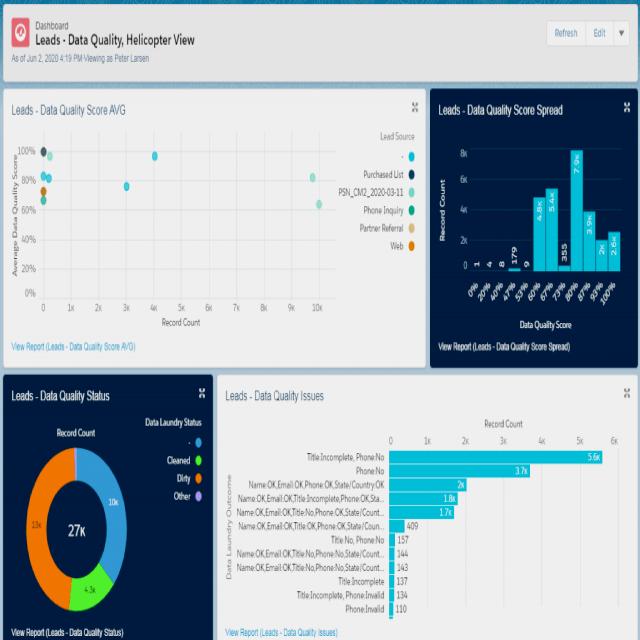 Dashboard
Leads - Data Quality, Helicopter View
As of Jun 2, 2020 4:19 PM·Viewing as Peter Larsen
Refresh
Edit
Leads - Data Quality Score AVG
Average Data Quality Score
100%
80%
60%
40%
20%
0%
0 1K 2K 3K 4K 5K 6K 7K 8K 9K 10K
Record Count
Lead Source
-
Purchased List
PSN_CM2_2020-03-11
Phone Inquiry
Partner Referral
Web
View Report (Leads - Data Quality Score AVG)
Leads - Data Quality Score Spread
Record Count
8K
6K
4K
2K
0
1 4 8 179 9 4.8K 5.4K 355 7.9K 3.9K 2K 2.6K
0% 20% 40% 47% 53% 60% 67% 73% 80% 87% 93% 100%
Data Quality Score
View Report (Leads - Data Quality Score Spread)
Leads - Data Quality Status
Record Count
Data Laundry Status
-
Cleaned
Dirty
Other
10K
13K
27K
4.3K
View Report (Leads - Data Quality Status)
Leads - Data Quality Issues
Record Count
0 1K 2K 3K 4K 5K 6K
Data Laundry Outcome
Title:Incomplete, Phone:No 5.6K
Phone:No 3.7K
Name:OK,Email:OK,Phone:OK,State/Country:OK 2K
Name:OK,Email:OK,Title:Incomplete,Phone:OK,Sta... 1.8K
Name:OK,Email:OK,Title:No,Phone:OK,State/Count... 1.7K
Name:OK,Email:OK,Title:OK,Phone:OK,State/Coun... 409
Title:No, Phone:No 157
Name:OK,Email:OK,Title:No,Phone:No,State/Count... 144
Name:OK,Email:OK,Title:No,Phone:No,State/Count... 143
Title:Incomplete 137
Title:Incomplete, Phone:Invalid 134
Phone:Invalid 110
View Report (Leads - Data Quality Issues)